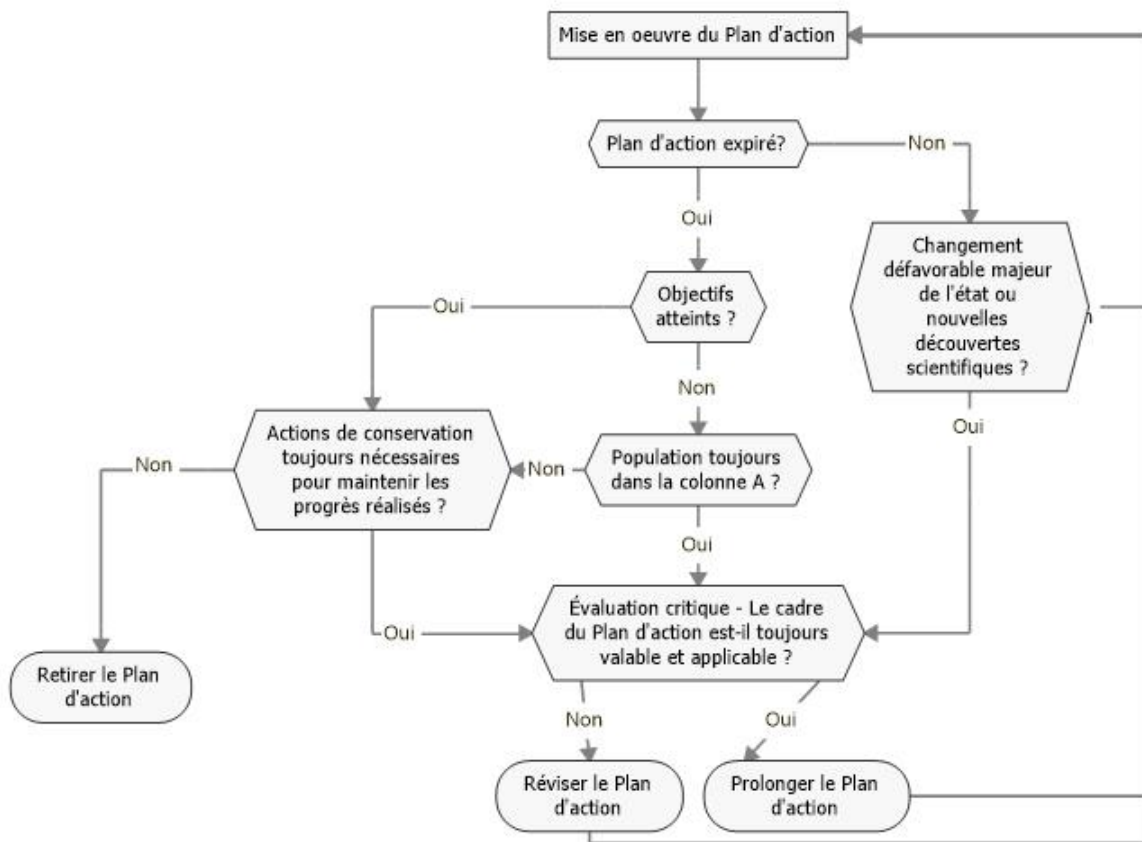 Mise en oeuvre du Plan d'action
Plan d'action expiré?
Non
Oui
Changement
défavorable majeur
de l'état ou
nouvelles
découvertes
scientifiques ?
Objectifs
atteints ?
Oui
Non
Oui
Actions de conservation
toujours nécessaires
pour maintenir les
progrès réalisés ?
Non
Population toujours
dans la colonne A ?
Non
Oui
Évaluation critique - Le cadre
du Plan d'action est-il toujours
valable et applicable ?
Oui
Retirer le Plan
d'action
Non
Oui
Réviser le Plan
d'action
Prolonger le Plan
d'action